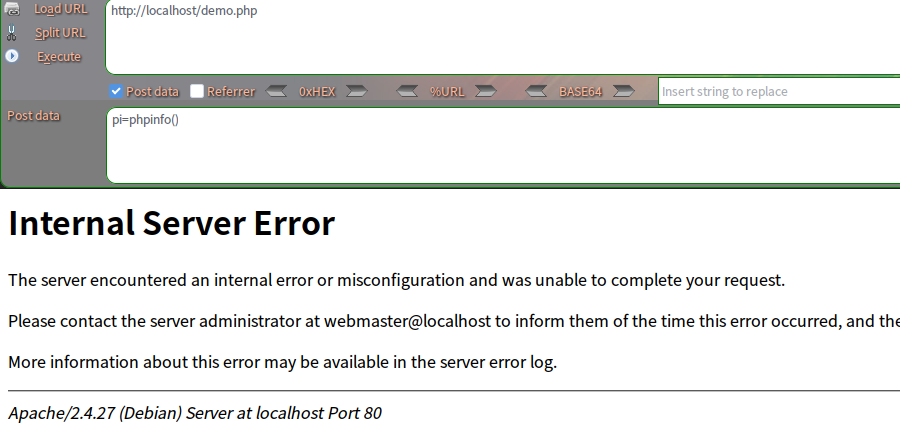 Load URL
http://localhost/demo.php
Split URL
Execute
Post data Referrer 0xHEX %URL BASE64 Insert string to replace
Post data
pi=phpinfo()
Internal Server Error
The server encountered an internal error or misconfiguration and was unable to complete your request.
Please contact the server administrator at webmaster@localhost to inform them of the time this error occurred, and the
More information about this error may be available in the server error log.
Apache/2.4.27 (Debian) Server at localhost Port 80